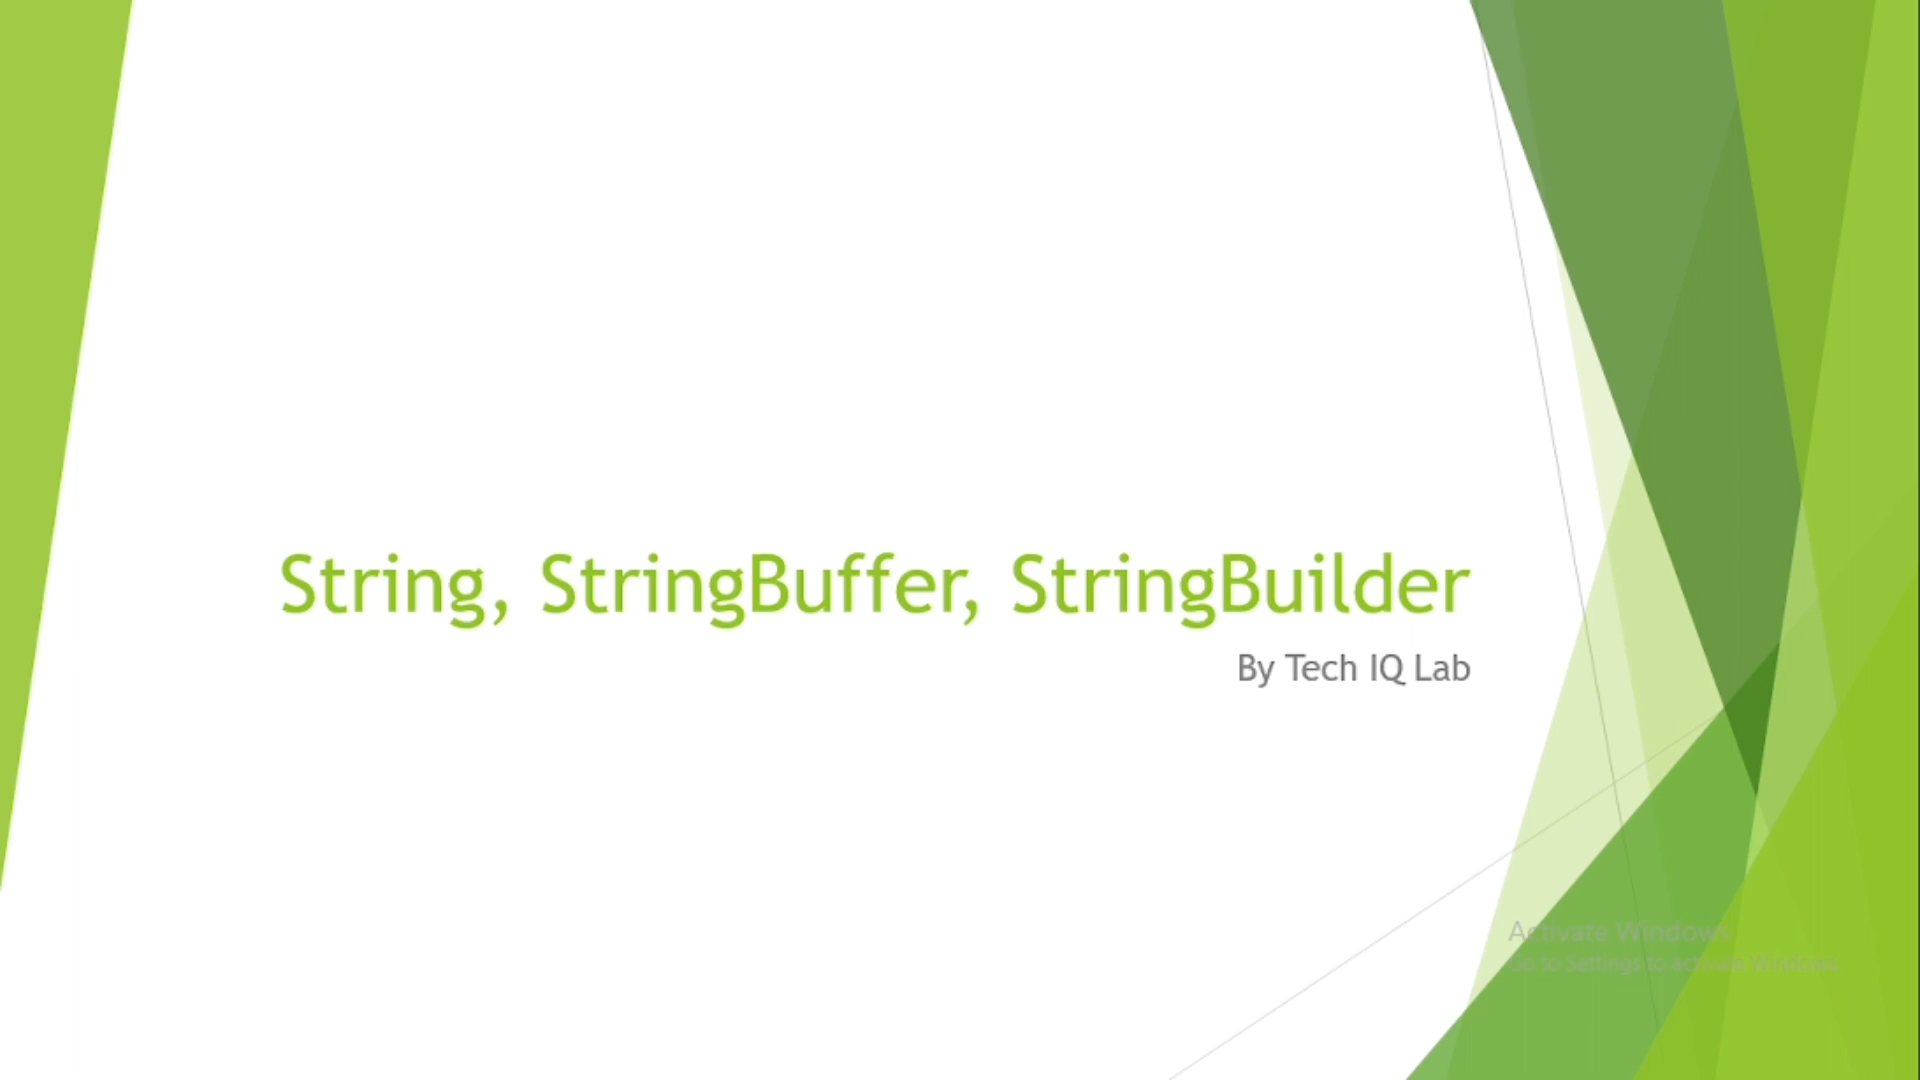 String, StringBuffer, StringBuilder
By Tech IQ Lab
Activate Windows
Go to Settings to activate Windows.